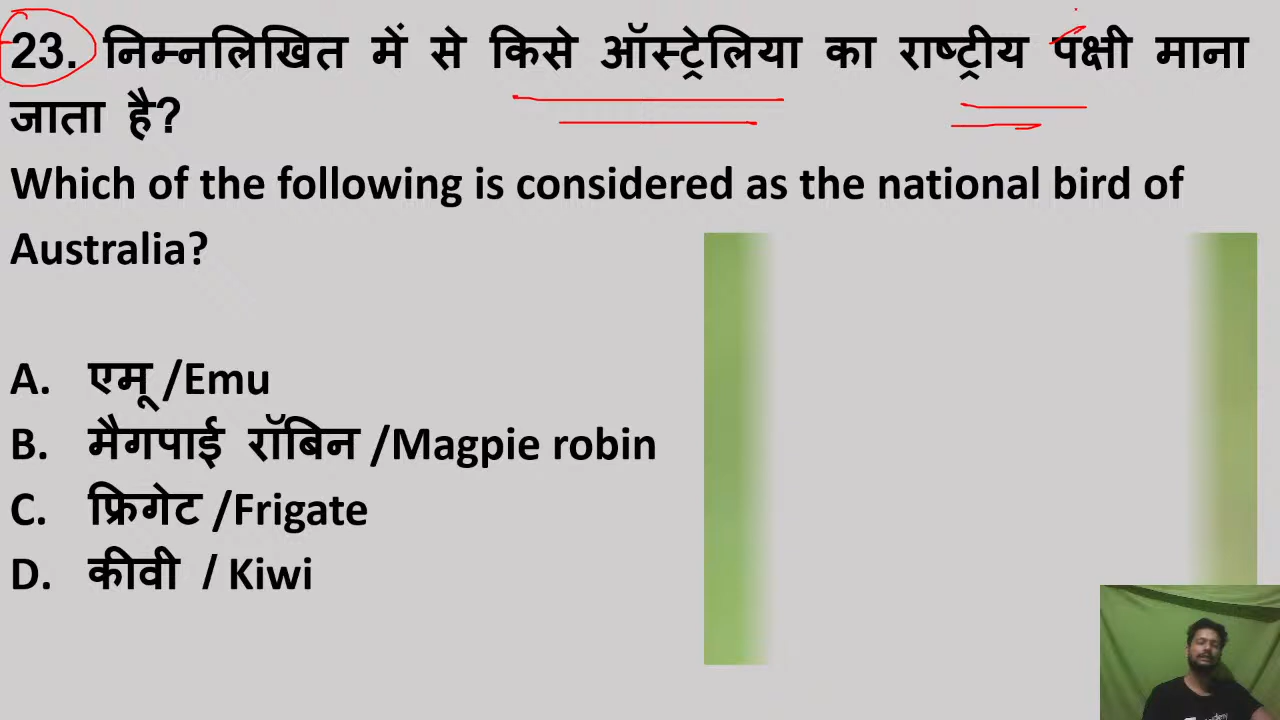 23. निम्नलिखित में से किसे ऑस्ट्रेलिया का राष्ट्रीय पक्षी माना
जाता है?
Which of the following is considered as the national bird of
Australia?
A. एमू /Emu
B. मैगपाई रॉबिन /Magpie robin
C. फ्रिगेट /Frigate
D. कीवी / Kiwi